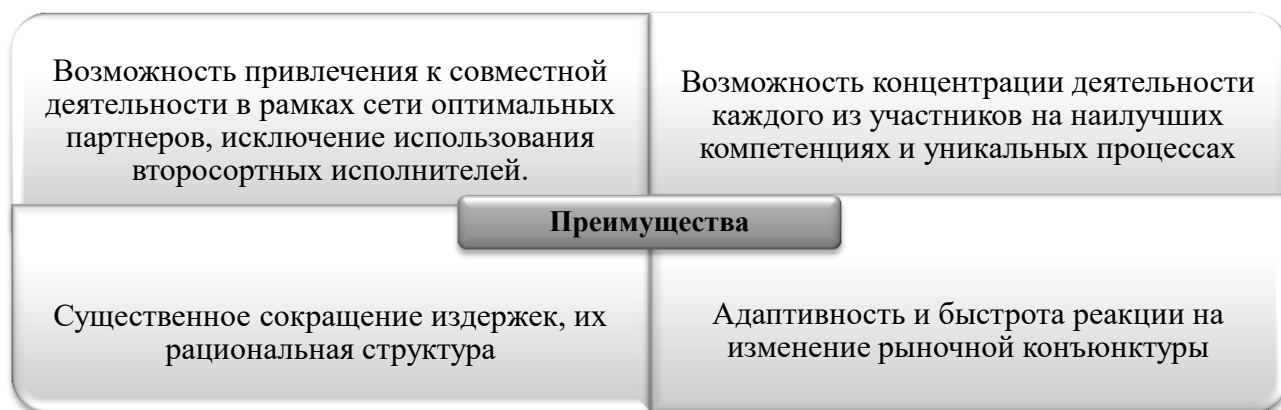 Возможность привлечения к совместной
деятельности в рамках сети оптимальных
партнеров, исключение использования
второсортных исполнителей.
Возможность концентрации деятельности
каждого из участников на наилучших
компетенциях и уникальных процессах
Преимущества
Существенное сокращение издержек, их
рациональная структура
Адаптивность и быстрота реакции на
изменение рыночной конъюнктуры